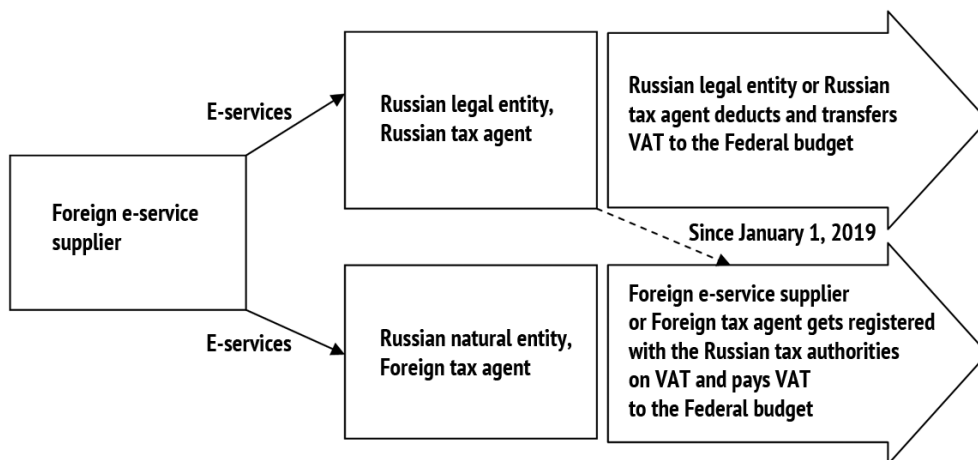 E-services
Foreign e-service
supplier
E-services
Russian legal entity,
Russian tax agent
Russian natural entity,
Foreign tax agent
Russian legal entity or Russian
tax agent deducts and transfers
VAT to the Federal budget
Since January 1, 2019
Foreign e-service supplier
or Foreign tax agent gets registered
with the Russian tax authorities
on VAT and pays VAT
to the Federal budget